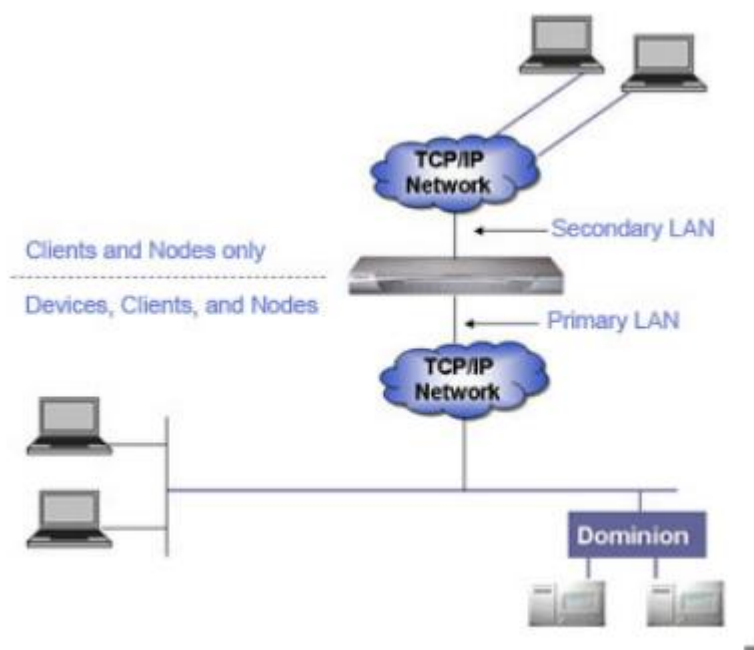 TCP/IP
Network
Secondary LAN
Clients and Nodes only
Devices, Clients, and Nodes
Primary LAN
TCP/IP
Network
Dominion